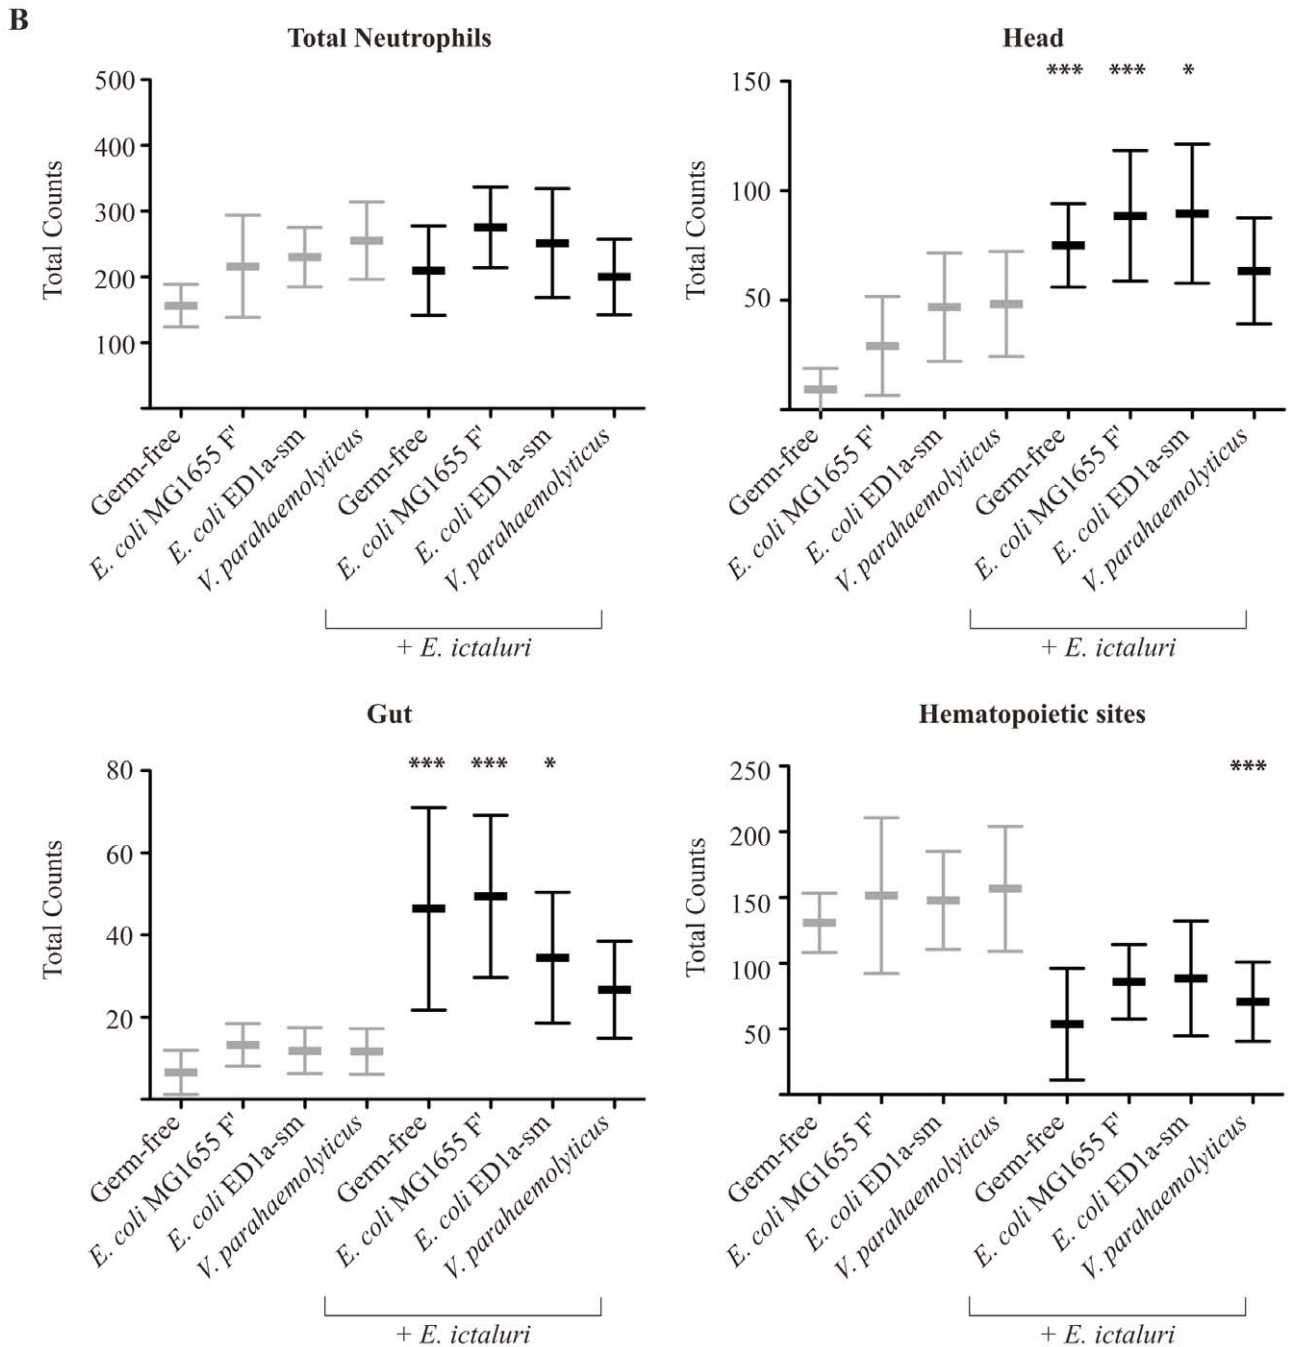 B
Total Neutrophils
Total Counts
500
400
300
200
100
Germ-free
E. coli MG1655 F'
E. coli ED1a-sm
V. parahaemolyticus
Germ-free
E. coli MG1655 F'
E. coli ED1a-sm
V. parahaemolyticus
+ E. ictaluri
Head
*** *** *
Total Counts
150
100
50
Germ-free
E. coli MG1655 F'
E. coli ED1a-sm
V. parahaemolyticus
Germ-free
E. coli MG1655 F'
E. coli ED1a-sm
V. parahaemolyticus
+ E. ictaluri
Gut
*** *** *
Total Counts
80
60
40
20
Germ-free
E. coli MG1655 F'
E. coli ED1a-sm
V. parahaemolyticus
Germ-free
E. coli MG1655 F'
E. coli ED1a-sm
V. parahaemolyticus
+ E. ictaluri
Hematopoietic sites
***
Total Counts
250
200
150
100
50
Germ-free
E. coli MG1655 F'
E. coli ED1a-sm
V. parahaemolyticus
Germ-free
E. coli MG1655 F'
E. coli ED1a-sm
V. parahaemolyticus
+ E. ictaluri